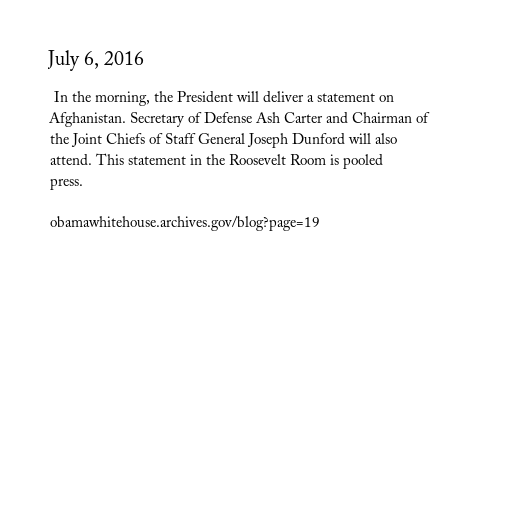 July 6, 2016
In the morning, the President will deliver a statement on
Afghanistan. Secretary of Defense Ash Carter and Chairman of
the Joint Chiefs of Staff General Joseph Dunford will also
attend. This statement in the Roosevelt Room is pooled
press.
obamawhitehouse.archives.gov/blog?page=19